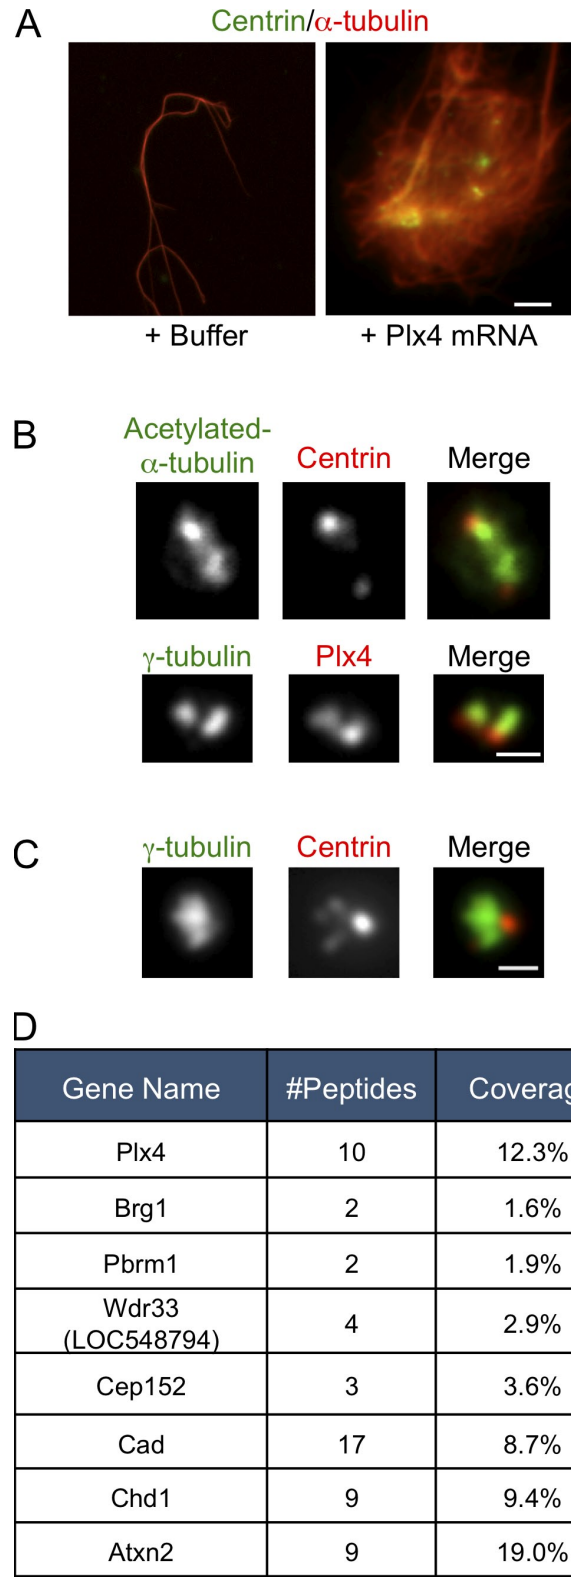 A
Centrin/α-tubulin
+ Buffer
+ Plx4 mRNA
B
Acetylated-
α-tubulin
Centrin
Merge
γ-tubulin
Plx4
Merge
C
γ-tubulin
Centrin
Merge
D
Gene Name #Peptides Coverag
Plx4 10 12.3%
Brg1 2 1.6%
Pbrm1 2 1.9%
Wdr33
(LOC548794) 4 2.9%
Cep152 3 3.6%
Cad 17 8.7%
Chd1 9 9.4%
Atxn2 9 19.0%